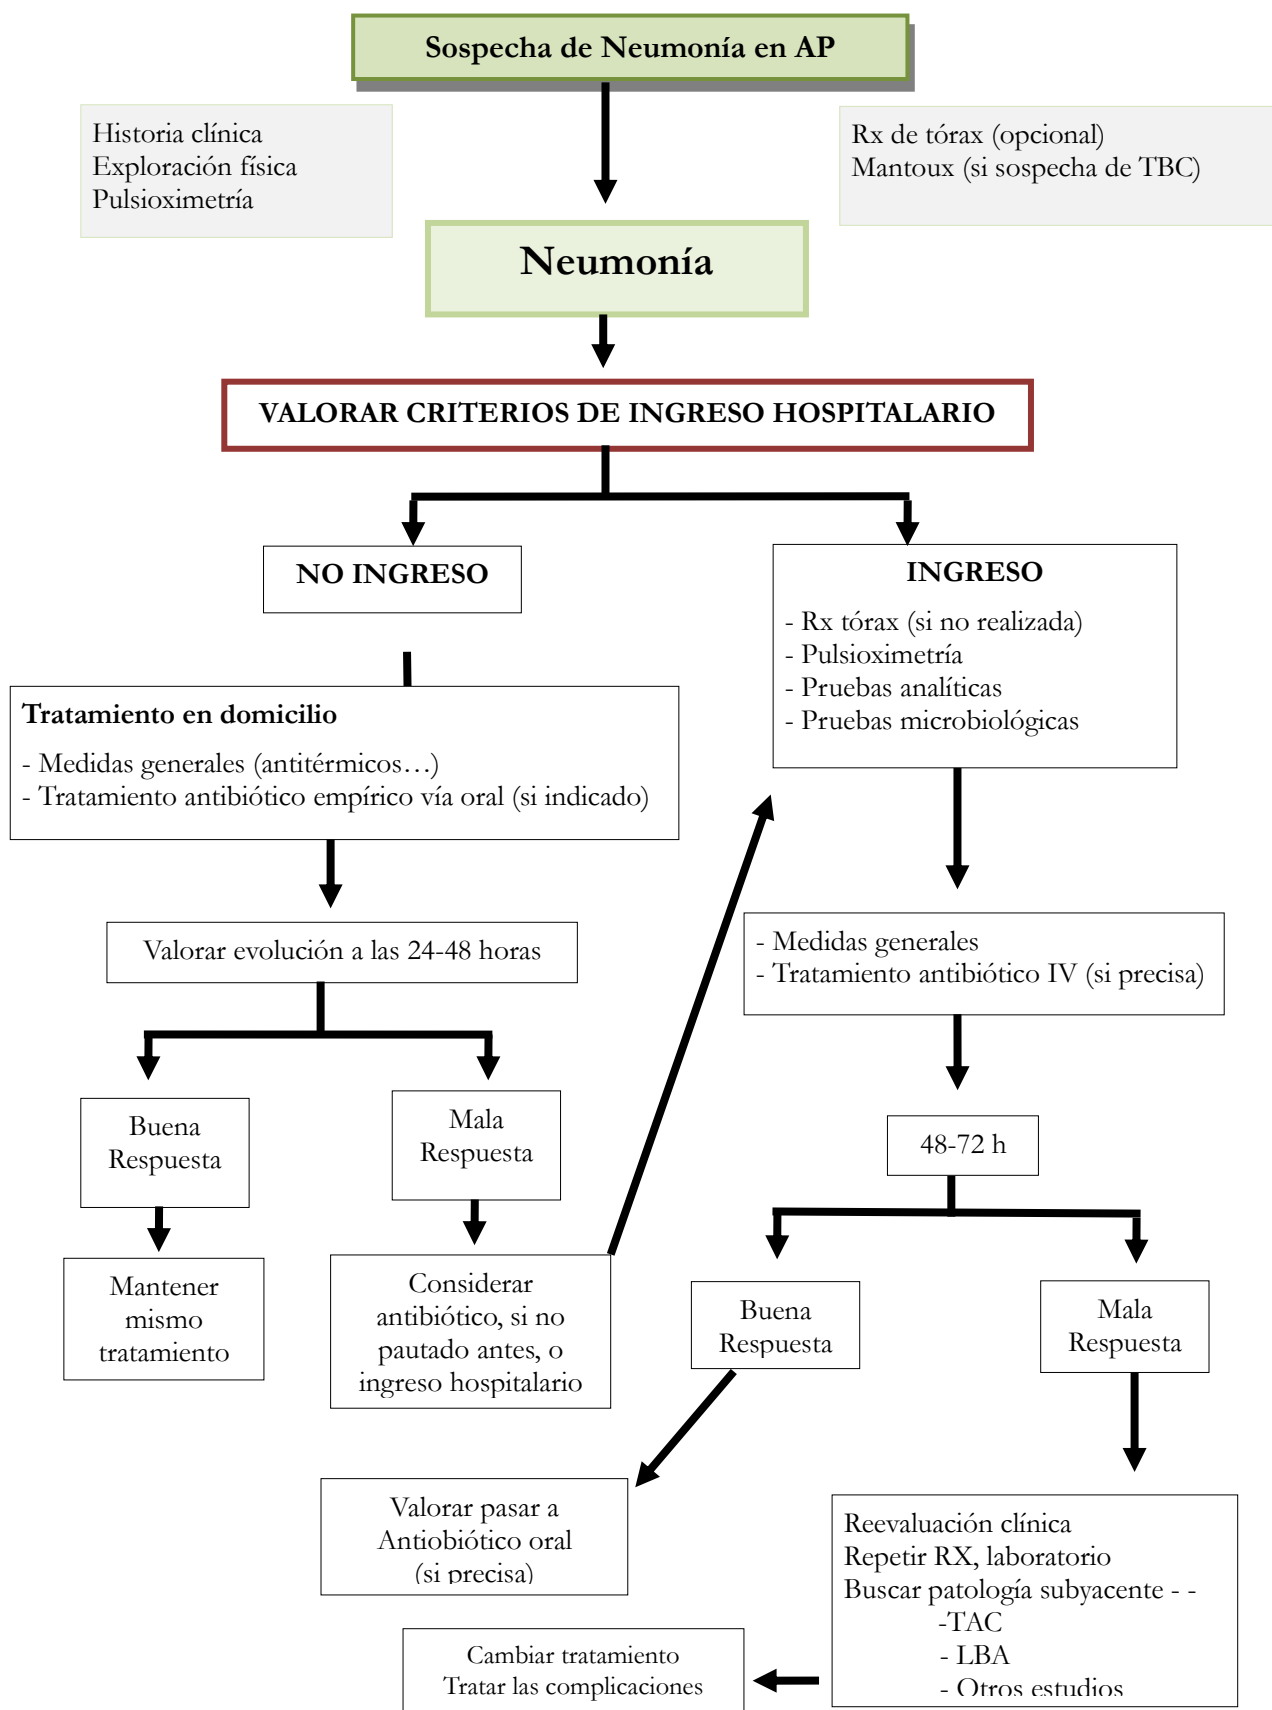 Sospecha de Neumonía en AP
Historia clínica
Exploración física
Pulsioximetría
Rx de tórax (opcional)
Mantoux (si sospecha de TBC)
Neumonía
VALORAR CRITERIOS DE INGRESO HOSPITALARIO
NO INGRESO
INGRESO
- Rx tórax (si no realizada)
- Pulsioximetría
- Pruebas analíticas
- Pruebas microbiológicas
Tratamiento en domicilio
- Medidas generales (antitérmicos…)
- Tratamiento antibiótico empírico vía oral (si indicado)
Valorar evolución a las 24-48 horas
- Medidas generales
- Tratamiento antibiótico IV (si precisa)
Buena
Respuesta
Mala
Respuesta
48-72 h
Mantener
mismo
tratamiento
Considerar
antibiótico, si no
pautado antes, o
ingreso hospitalario
Buena
Respuesta
Mala
Respuesta
Valorar pasar a
Antiobiótico oral
(si precisa)
Reevaluación clínica
Repetir RX, laboratorio
Buscar patología subyacente - -
-TAC
- LBA
- Otros estudios
Cambiar tratamiento
Tratar las complicaciones